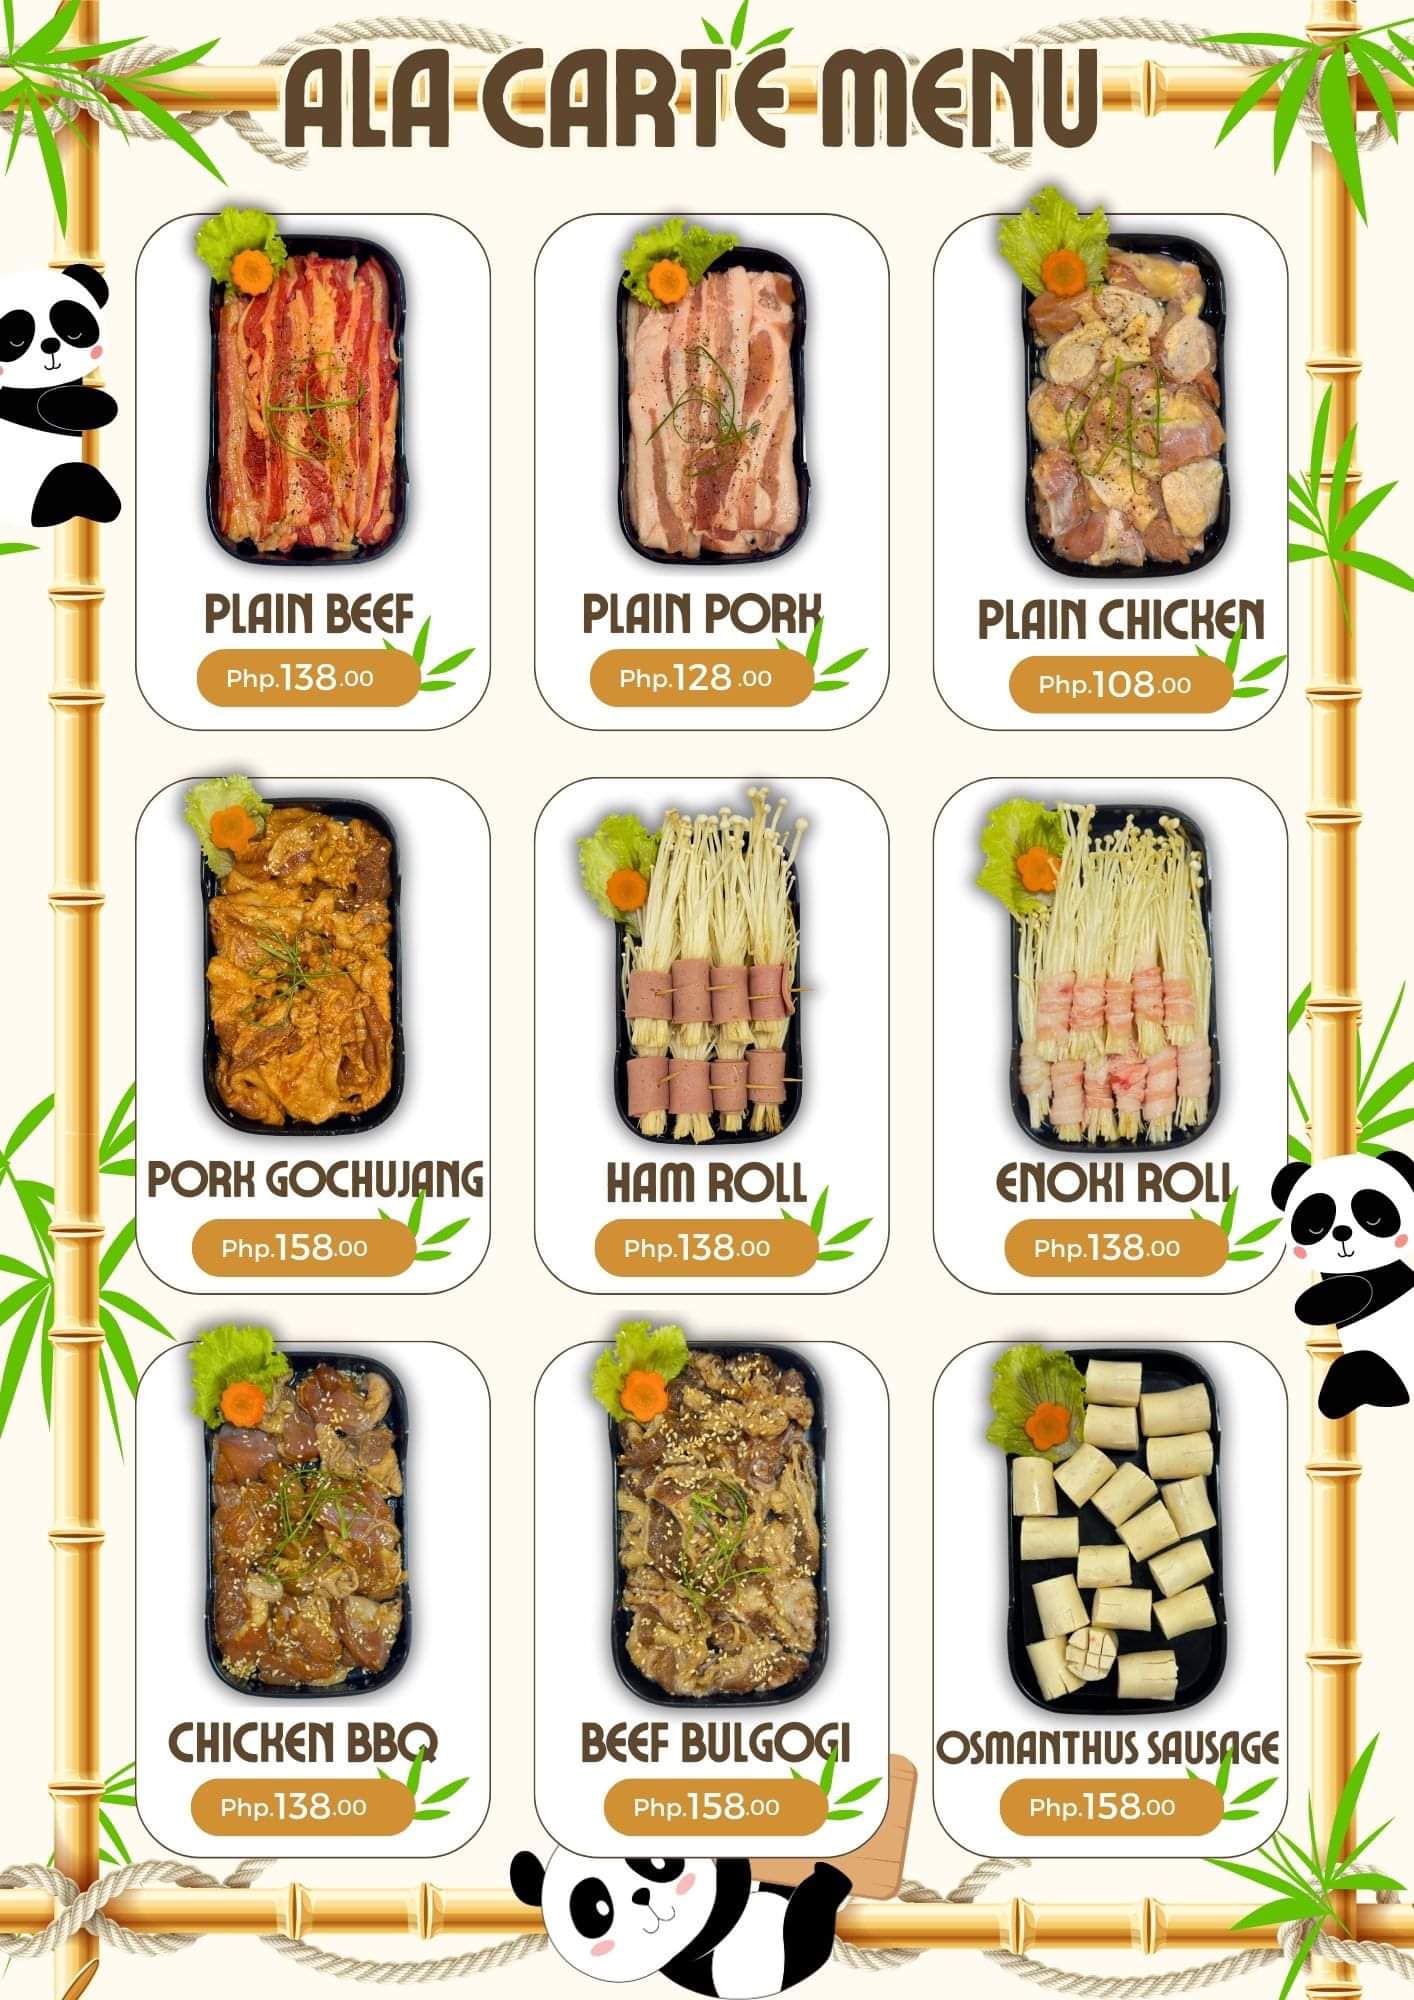 ALA CARTE MENU
PLAIN BEEF
Php.138.00
PLAIN PORK
Php.128.00
PLAIN CHICKEN
Php.108.00
PORK GOCHUJANG
Php.158.00
HAM ROLL
Php.138.00
ENOKI ROLL
Php.138.00
CHICKEN BBQ
Php.138.00
BEEF BULGOGI
Php.158.00
OSMANTHUS SAUSAGE
Php.158.00